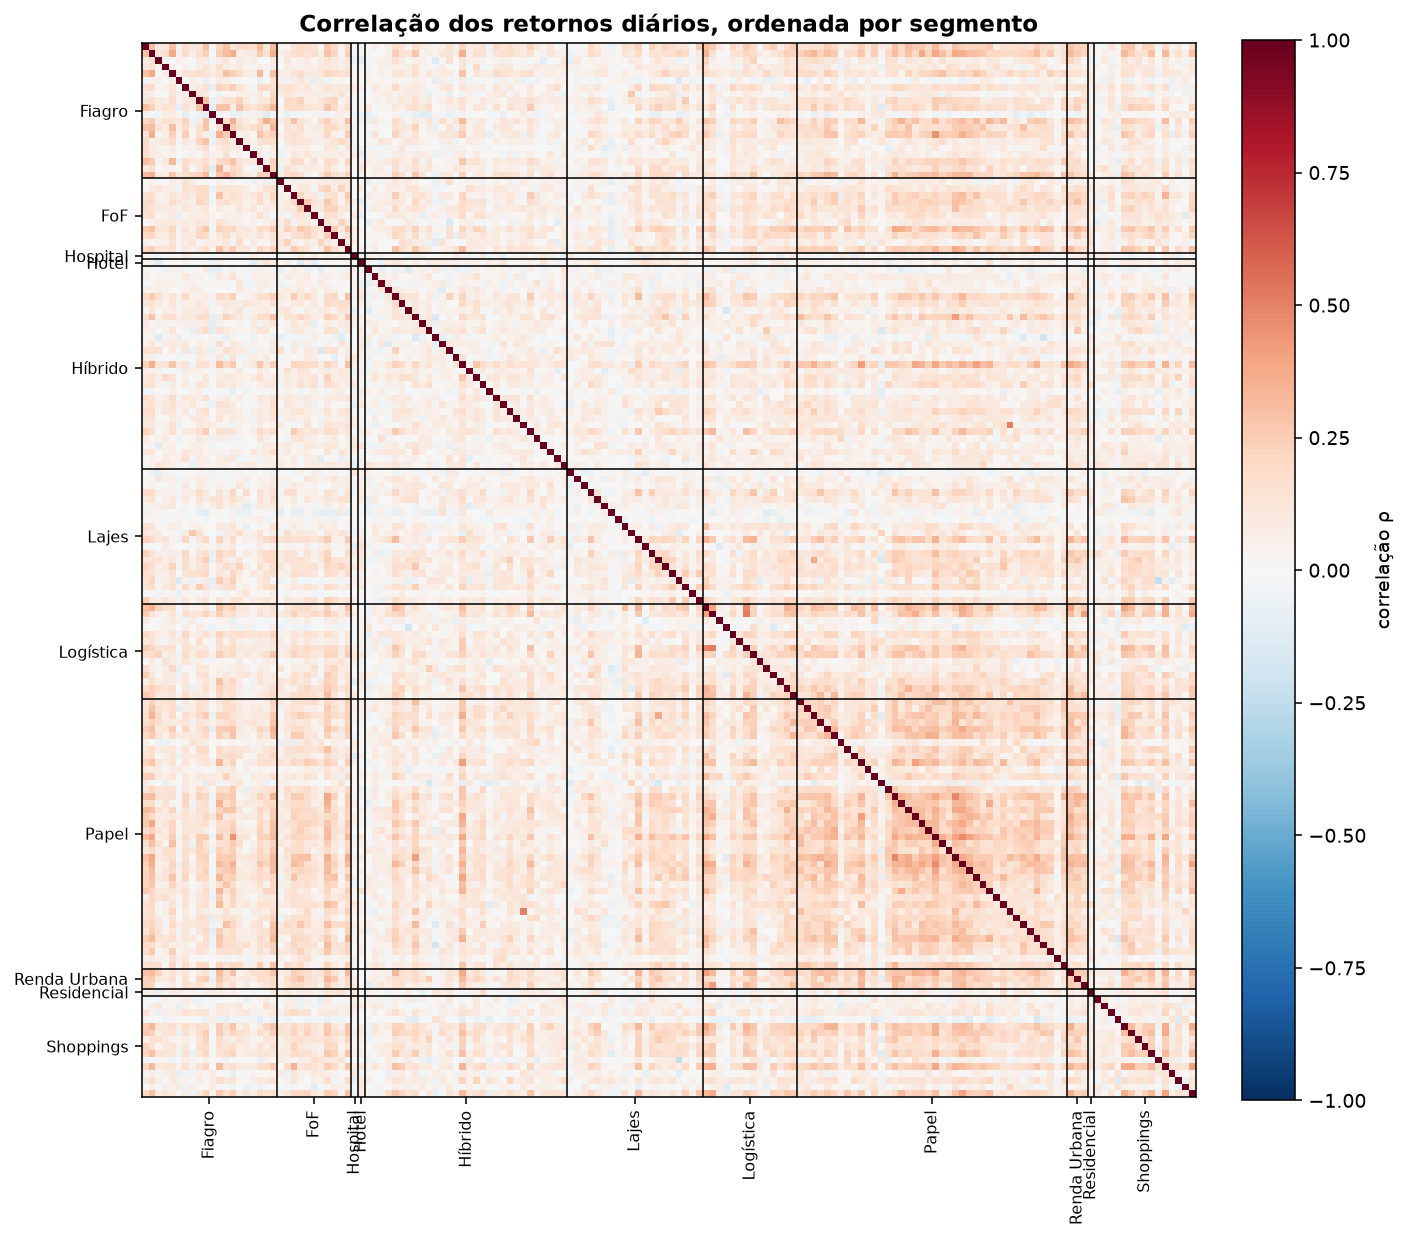 Correlação dos retornos diários, ordenada por segmento
Fiagro
FoF
Hospital
Hotel
Híbrido
Lajes
Logística
Papel
Renda Urbana
Residencial
Shoppings
Fiagro
FoF
Hospital
Hotel
Híbrido
Lajes
Logística
Papel
Renda Urbana
Residencial
Shoppings
1.00
0.75
0.50
0.25
0.00
−0.25
−0.50
−0.75
−1.00
correlação ρ